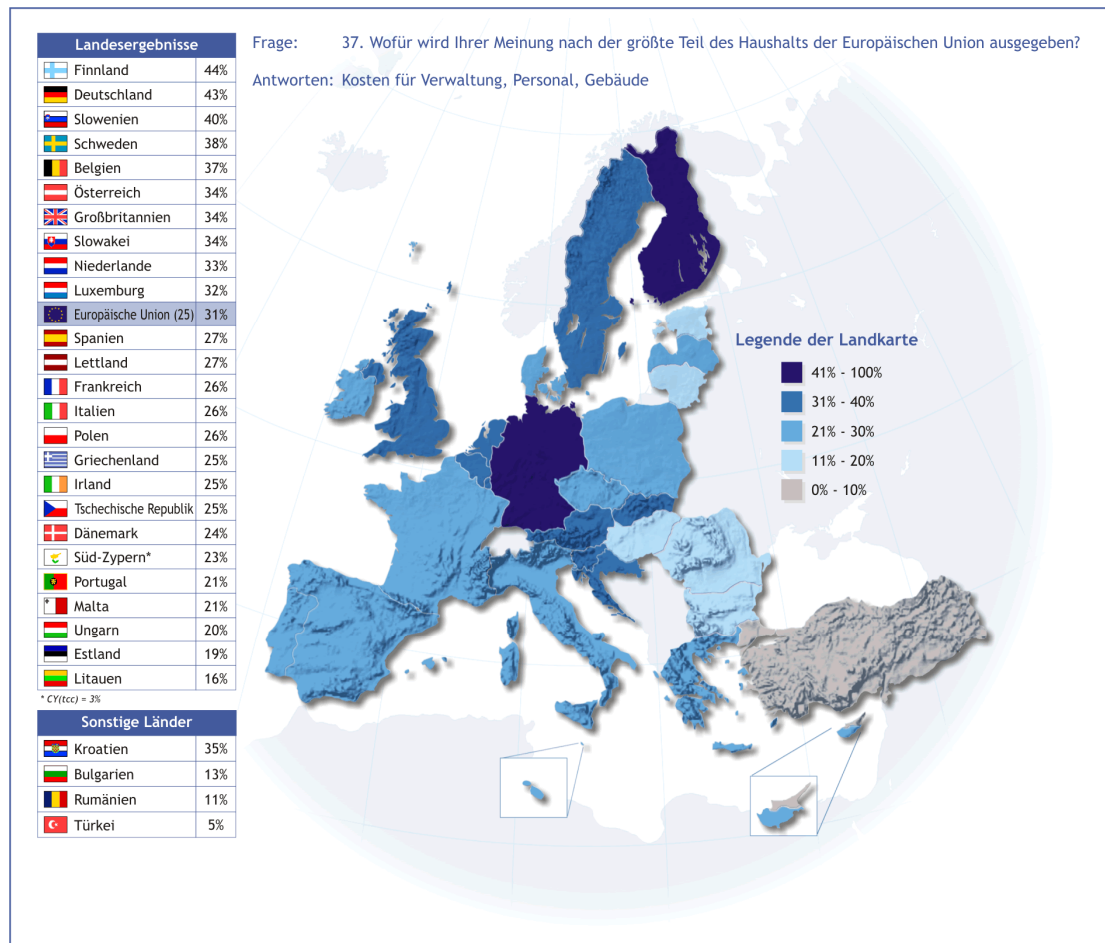 Frage: 37. Wofür wird Ihrer Meinung nach der größte Teil des Haushalts der Europäischen Union ausgegeben?
Antworten: Kosten für Verwaltung, Personal, Gebäude
Landesergebnisse
Finnland 44%
Deutschland 43%
Slowenien 40%
Schweden 38%
Belgien 37%
Österreich 34%
Großbritannien 34%
Slowakei 34%
Niederlande 33%
Luxemburg 32%
Europäische Union (25) 31%
Spanien 27%
Lettland 27%
Frankreich 26%
Italien 26%
Polen 26%
Griechenland 25%
Irland 25%
Tschechische Republik 25%
Dänemark 24%
Süd-Zypern* 23%
Portugal 21%
Malta 21%
Ungarn 20%
Estland 19%
Litauen 16%
* CY(tcc) = 3%
Sonstige Länder
Kroatien 35%
Bulgarien 13%
Rumänien 11%
Türkei 5%
Legende der Landkarte
41% - 100%
31% - 40%
21% - 30%
11% - 20%
0% - 10%